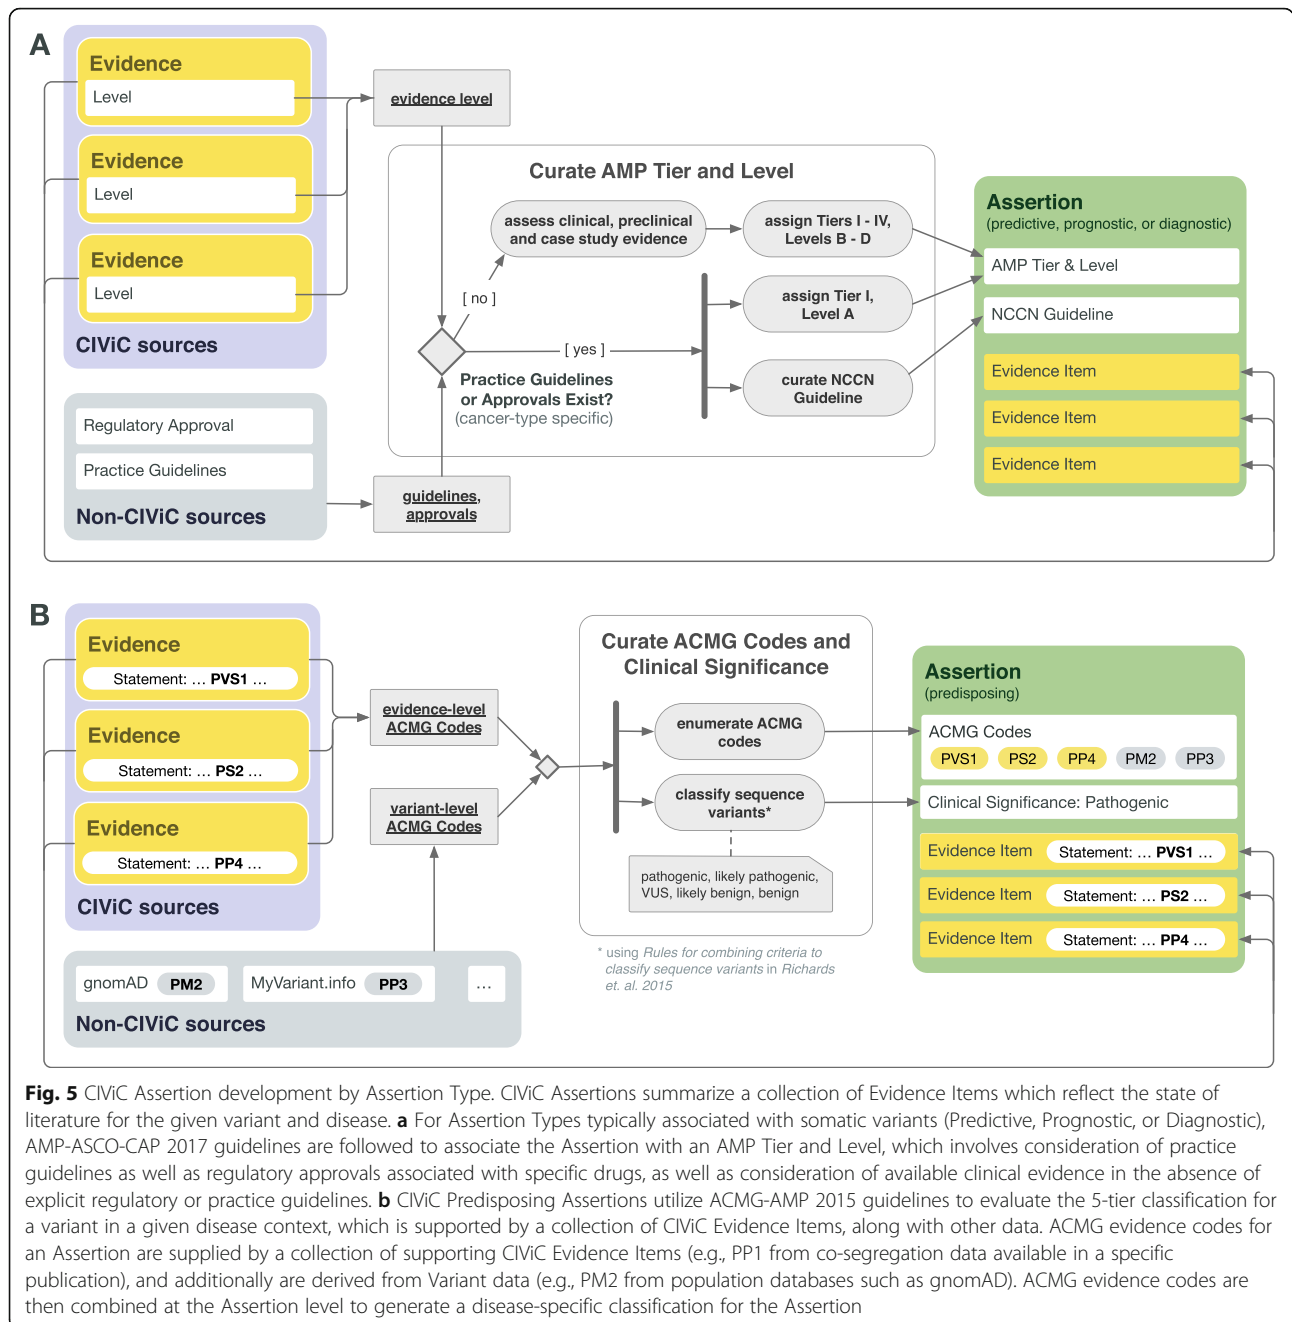 A
Evidence
Level
Evidence
Level
Evidence
Level
CIViC sources
Regulatory Approval
Practice Guidelines
Non-CIViC sources
evidence level
guidelines,
approvals
Curate AMP Tier and Level
assess clinical, preclinical
and case study evidence
assign Tiers I - IV,
Levels B - D
[ no ]
assign Tier I,
Level A
[ yes ]
Practice Guidelines
or Approvals Exist?
(cancer-type specific)
curate NCCN
Guideline
Assertion
(predictive, prognostic, or diagnostic)
AMP Tier & Level
NCCN Guideline
Evidence Item
Evidence Item
Evidence Item
B
Evidence
Statement: ... PVS1 ...
Evidence
Statement: ... PS2 ...
Evidence
Statement: ... PP4 ...
CIViC sources
gnomAD PM2
MyVariant.info PP3
...
Non-CIViC sources
evidence-level
ACMG Codes
variant-level
ACMG Codes
Curate ACMG Codes and
Clinical Significance
enumerate ACMG
codes
classify sequence
variants*
pathogenic, likely pathogenic,
VUS, likely benign, benign
* using Rules for combining criteria to
classify sequence variants in Richards
et. al. 2015
Assertion
(predisposing)
ACMG Codes
PVS1 PS2 PP4 PM2 PP3
Clinical Significance: Pathogenic
Evidence Item Statement: ... PVS1 ...
Evidence Item Statement: ... PS2 ...
Evidence Item Statement: ... PP4 ...
Fig. 5 CIViC Assertion development by Assertion Type. CIViC Assertions summarize a collection of Evidence Items which reflect the state of
literature for the given variant and disease. a For Assertion Types typically associated with somatic variants (Predictive, Prognostic, or Diagnostic),
AMP-ASCO-CAP 2017 guidelines are followed to associate the Assertion with an AMP Tier and Level, which involves consideration of practice
guidelines as well as regulatory approvals associated with specific drugs, as well as consideration of available clinical evidence in the absence of
explicit regulatory or practice guidelines. b CIViC Predisposing Assertions utilize ACMG-AMP 2015 guidelines to evaluate the 5-tier classification for
a variant in a given disease context, which is supported by a collection of CIViC Evidence Items, along with other data. ACMG evidence codes for
an Assertion are supplied by a collection of supporting CIViC Evidence Items (e.g., PP1 from co-segregation data available in a specific
publication), and additionally are derived from Variant data (e.g., PM2 from population databases such as gnomAD). ACMG evidence codes are
then combined at the Assertion level to generate a disease-specific classification for the Assertion